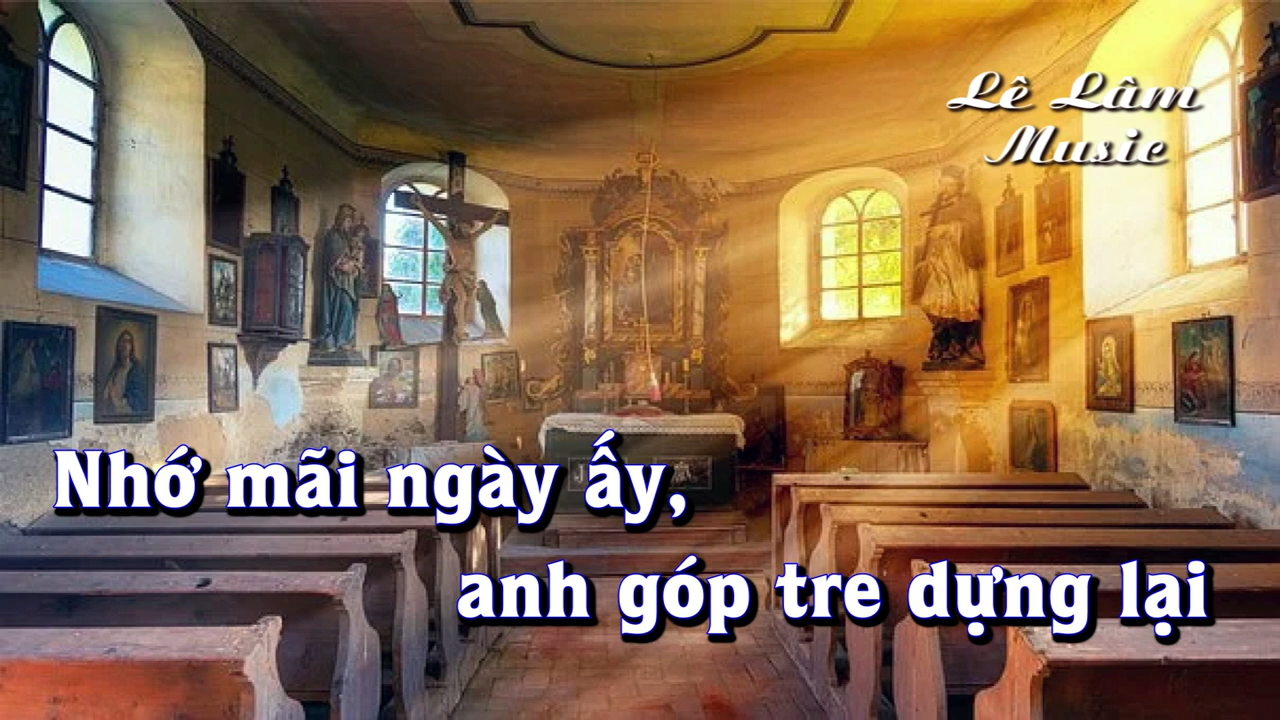 Lê Lâm
Music
Nhớ mãi ngày ấy,
anh góp tre dựng lại